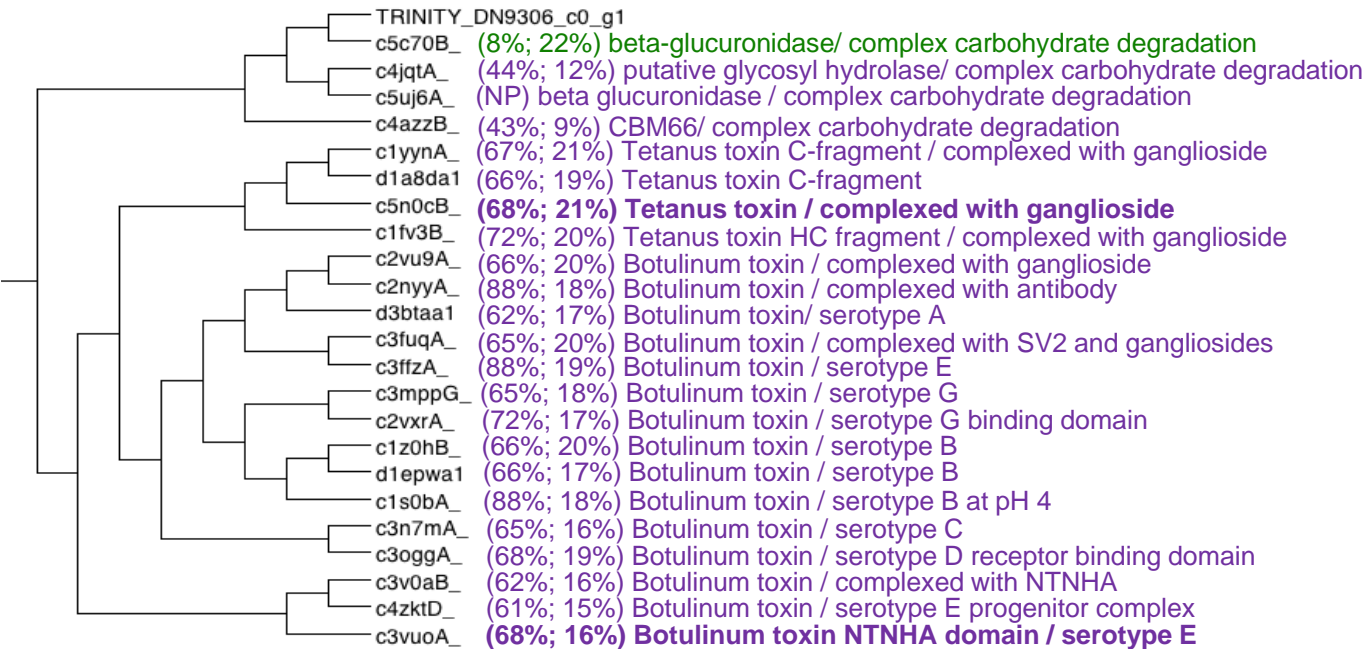 TRINITY_DN9306_c0_g1
c5c70B_ (8%; 22%) beta-glucuronidase/ complex carbohydrate degradation
c4jqtA_ (44%; 12%) putative glycosyl hydrolase/ complex carbohydrate degradation
c5uj6A_ (NP) beta glucuronidase / complex carbohydrate degradation
c4azzB_ (43%; 9%) CBM66/ complex carbohydrate degradation
c1yynA_ (67%; 21%) Tetanus toxin C-fragment / complexed with ganglioside
d1a8da1 (66%; 19%) Tetanus toxin C-fragment
c5n0cB_ (68%; 21%) Tetanus toxin / complexed with ganglioside
c1fv3B_ (72%; 20%) Tetanus toxin HC fragment / complexed with ganglioside
c2vu9A_ (66%; 20%) Botulinum toxin / complexed with ganglioside
c2nyyA_ (88%; 18%) Botulinum toxin / complexed with antibody
d3btaa1 (62%; 17%) Botulinum toxin/ serotype A
c3fuqA_ (65%; 20%) Botulinum toxin / complexed with SV2 and gangliosides
c3ffzA_ (88%; 19%) Botulinum toxin / serotype E
c3mppG_ (65%; 18%) Botulinum toxin / serotype G
c2vxrA_ (72%; 17%) Botulinum toxin / serotype G binding domain
c1z0hB_ (66%; 20%) Botulinum toxin / serotype B
d1epwa1 (66%; 17%) Botulinum toxin / serotype B
c1s0bA_ (88%; 18%) Botulinum toxin / serotype B at pH 4
c3n7mA_ (65%; 16%) Botulinum toxin / serotype C
c3oggA_ (68%; 19%) Botulinum toxin / serotype D receptor binding domain
c3v0aB_ (62%; 16%) Botulinum toxin / complexed with NTNHA
c4zktD_ (61%; 15%) Botulinum toxin / serotype E progenitor complex
c3vuoA_ (68%; 16%) Botulinum toxin NTNHA domain / serotype E